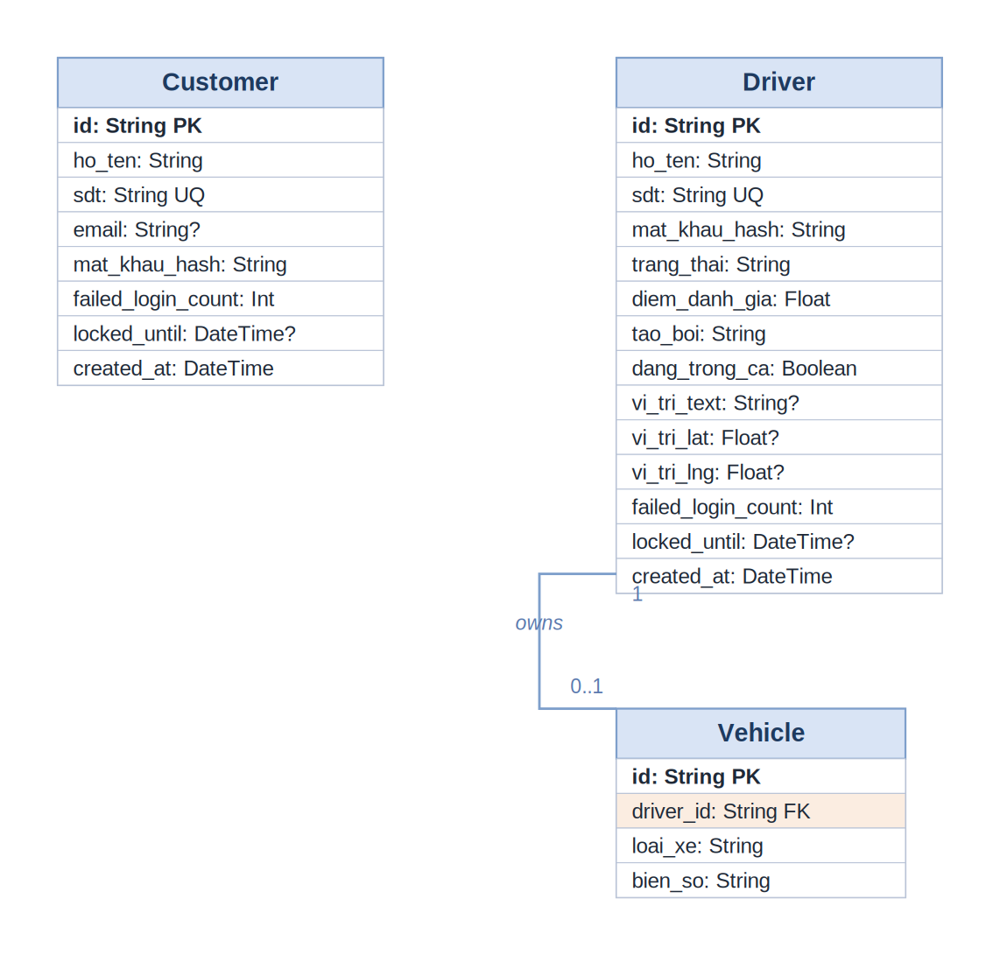 Customer
id: String PK
ho_ten: String
sdt: String UQ
email: String?
mat_khau_hash: String
failed_login_count: Int
locked_until: DateTime?
created_at: DateTime
Driver
id: String PK
ho_ten: String
sdt: String UQ
mat_khau_hash: String
trang_thai: String
diem_danh_gia: Float
tao_boi: String
dang_trong_ca: Boolean
vi_tri_text: String?
vi_tri_lat: Float?
vi_tri_lng: Float?
failed_login_count: Int
locked_until: DateTime?
created_at: DateTime
1
owns
0..1
Vehicle
id: String PK
driver_id: String FK
loai_xe: String
bien_so: String